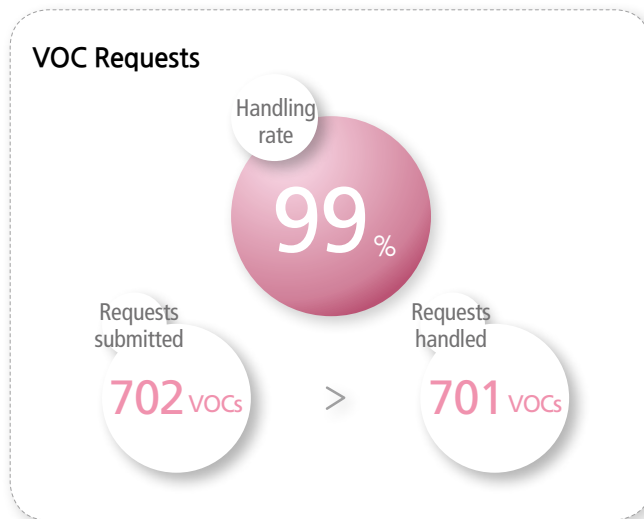 VOC Requests
Handling
rate
99 %
Requests
submitted
702 VOCs
>
Requests
handled
701 VOCs